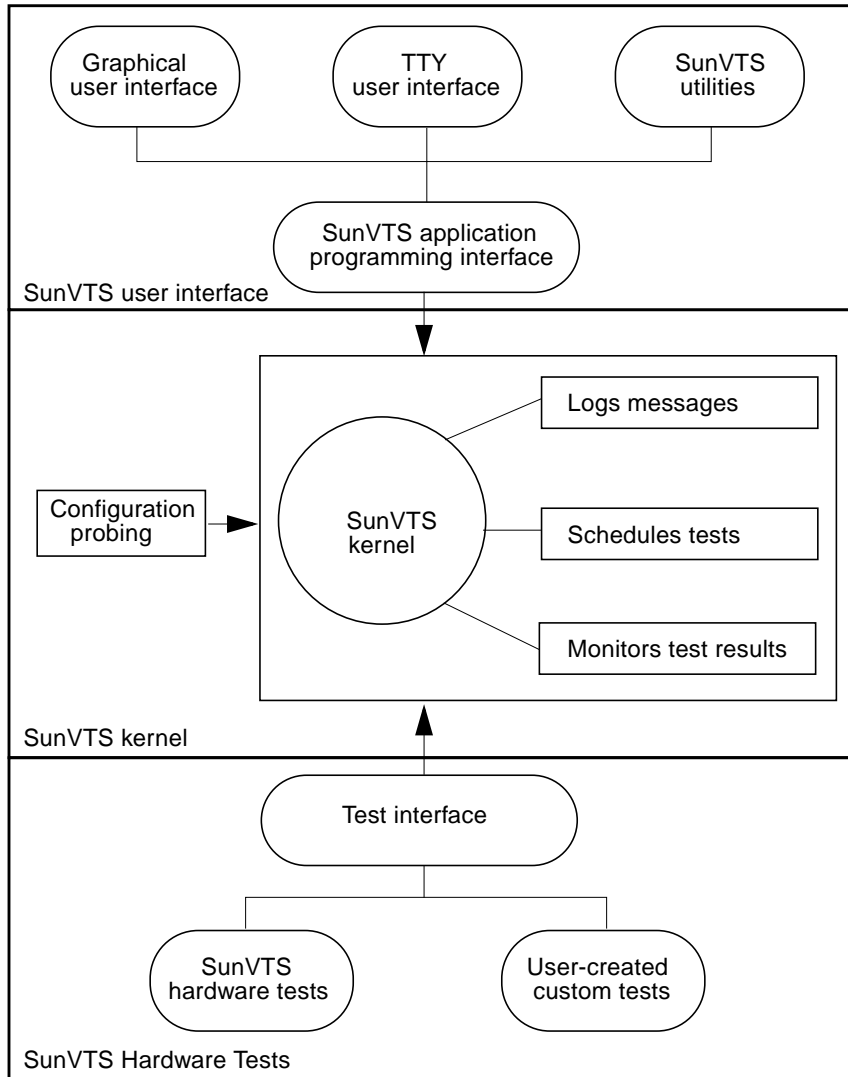 Graphical
user interface
TTY
user interface
SunVTS
utilities
SunVTS application
programming interface
SunVTS user interface
Logs messages
Configuration
probing
SunVTS
kernel
Schedules tests
Monitors test results
SunVTS kernel
Test interface
SunVTS
hardware tests
User-created
custom tests
SunVTS Hardware Tests